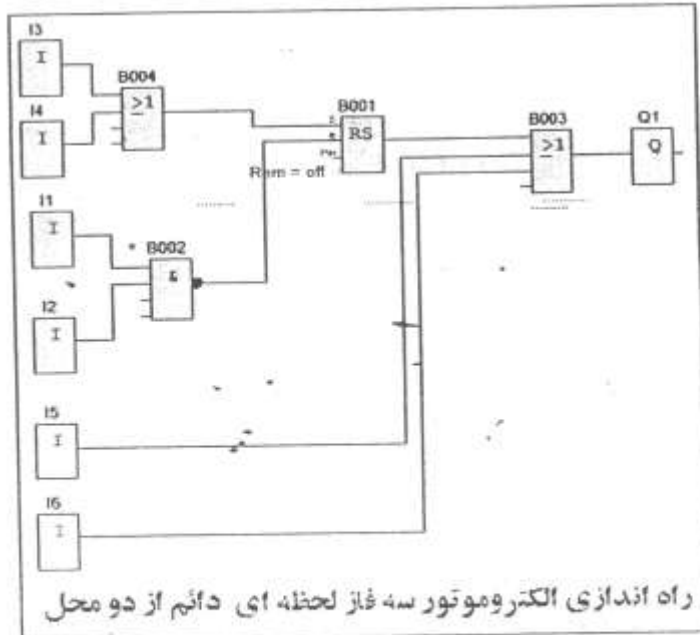 I3
I
B004
>1
I4
I
B001
RS
R
Par
Rem = off
B003
>1
Q1
Q
I1
I
B002
&
I2
I
I5
I
I6
I
راه اندازی الکتروموتور سه فاز لحظه ای دائم از دو محل